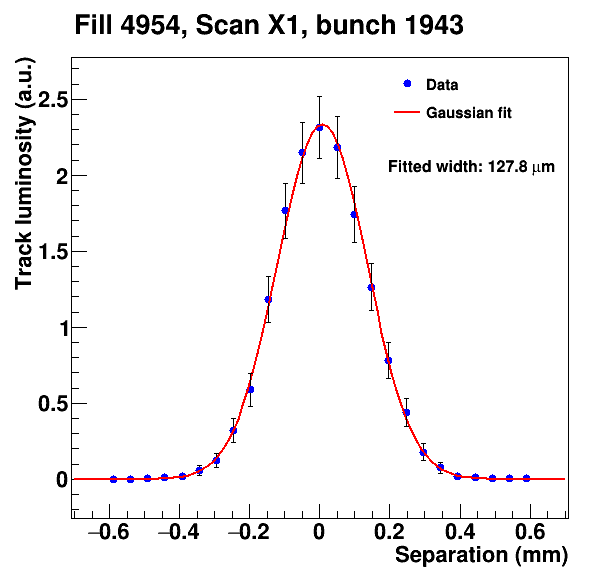 Fill 4954, Scan X1, bunch 1943
Track luminosity (a.u.)
Data
Gaussian fit
Fitted width: 127.8 μm
2.5
2
1.5
1
0.5
0
−0.6 −0.4 −0.2 0 0.2 0.4 0.6
Separation (mm)